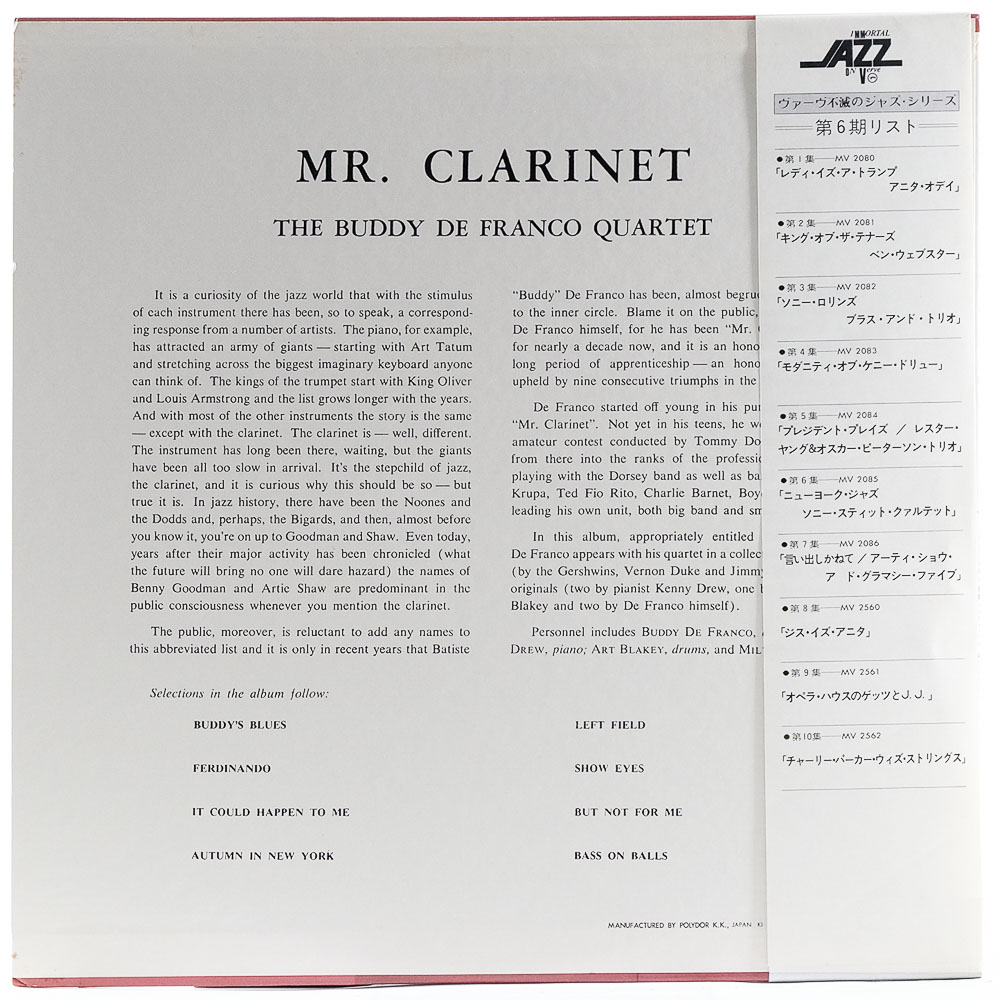 MR. CLARINET
THE BUDDY DE FRANCO QUARTET
It is a curiosity of the jazz world that with the stimulus
of each instrument there has been, so to speak, a correspond-
ing response from a number of artists. The piano, for example,
has attracted an army of giants — starting with Art Tatum
and stretching across the biggest imaginary keyboard anyone
can think of. The kings of the trumpet start with King Oliver
and Louis Armstrong and the list grows longer with the years.
And with most of the other instruments the story is the same
— except with the clarinet. The clarinet is — well, different.
The instrument has long been there, waiting, but the giants
have been all too slow in arrival. It's the stepchild of jazz,
the clarinet, and it is curious why this should be so — but
true it is. In jazz history, there have been the Noones and
the Dodds and, perhaps, the Bigards, and then, almost before
you know it, you're on up to Goodman and Shaw. Even today,
years after their major activity has been chronicled (what
the future will bring no one will dare hazard) the names of
Benny Goodman and Artie Shaw are predominant in the
public consciousness whenever you mention the clarinet.
The public, moreover, is reluctant to add any names to
this abbreviated list and it is only in recent years that Batiste
"Buddy" De Franco has been, almost
to the inner circle. Blame it on the public,
De Franco himself, for he has been "Mr.
for nearly a decade now, and it is an
long period of apprenticeship — an
upheld by nine consecutive triumphs in the
De Franco started off young in his
"Mr. Clarinet". Not yet in his teens, he
amateur contest conducted by Tommy
from there into the ranks of the
playing with the Dorsey band as well as
Krupa, Ted Fio Rito, Charlie Barnet,
leading his own unit, both big band and
In this album, appropriately entitled
De Franco appears with his quartet in a
(by the Gershwins, Vernon Duke and
originals (two by pianist Kenny Drew, one
Blakey and two by De Franco himself).
Personnel includes BUDDY DE FRANCO,
DREW, piano; ART BLAKEY, drums, and
Selections in the album follow:
BUDDY'S BLUES
LEFT FIELD
FERDINANDO
SHOW EYES
IT COULD HAPPEN TO ME
BUT NOT FOR ME
AUTUMN IN NEW YORK
BASS ON BALLS
MANUFACTURED BY POLYDOR K.K., JAPAN
IMMORTAL
JAZZ
ON Verve
ヴァーヴ不滅のジャズ・シリーズ
第6期リスト
●第1集——MV 2080
「レディ・イズ・ア・トランプ
アニタ・オデイ」
●第2集——MV 2081
「キング・オブ・ザ・テナーズ
ベン・ウェブスター」
●第3集——MV 2082
「ソニー・ロリンズ
ブラス・アンド・トリオ」
●第4集——MV 2083
「モダニティ・オブ・ケニー・ドリュー」
●第5集——MV 2084
「プレジデント・プレイズ / レスター・
ヤング&オスカー・ピーターソン・トリオ」
●第6集——MV 2085
「ニューヨーク・ジャズ
ソニー・スティット・クァルテット」
●第7集——MV 2086
「言い出しかねて / アーティ・ショウ・
ア ド・グラマシー・ファイブ」
●第8集——MV 2560
「ジス・イズ・アニタ」
●第9集——MV 2561
「オペラ・ハウスのゲッツとJ. J. 」
●第10集——MV 2562
「チャーリー・パーカー・ウィズ・ストリングス」